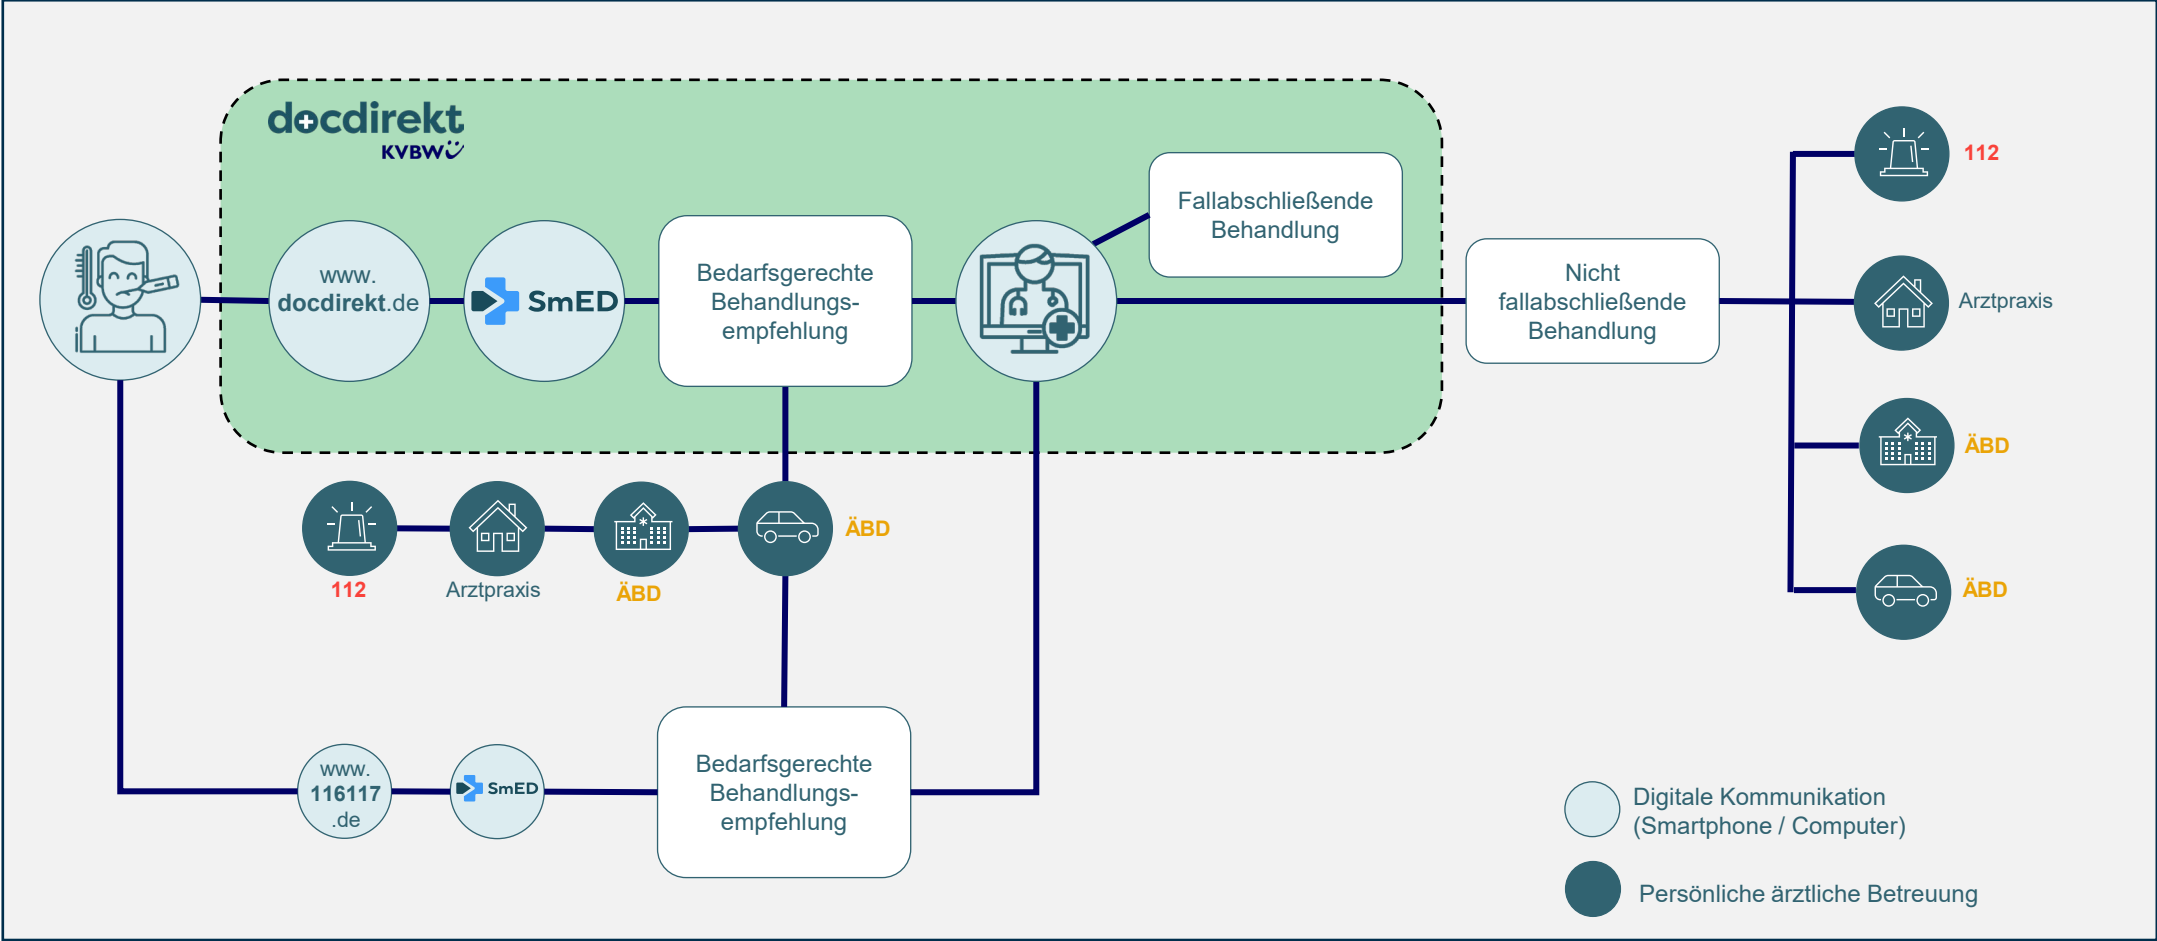 docdirekt
KVBW
www.
docdirekt.de
SmED
Bedarfsgerechte
Behandlungs-
empfehlung
Fallabschließende
Behandlung
Nicht
fallabschließende
Behandlung
112
Arztpraxis
ÄBD
ÄBD
112
Arztpraxis
ÄBD
ÄBD
www.
116117
.de
SmED
Bedarfsgerechte
Behandlungs-
empfehlung
Digitale Kommunikation
(Smartphone / Computer)
Persönliche ärztliche Betreuung